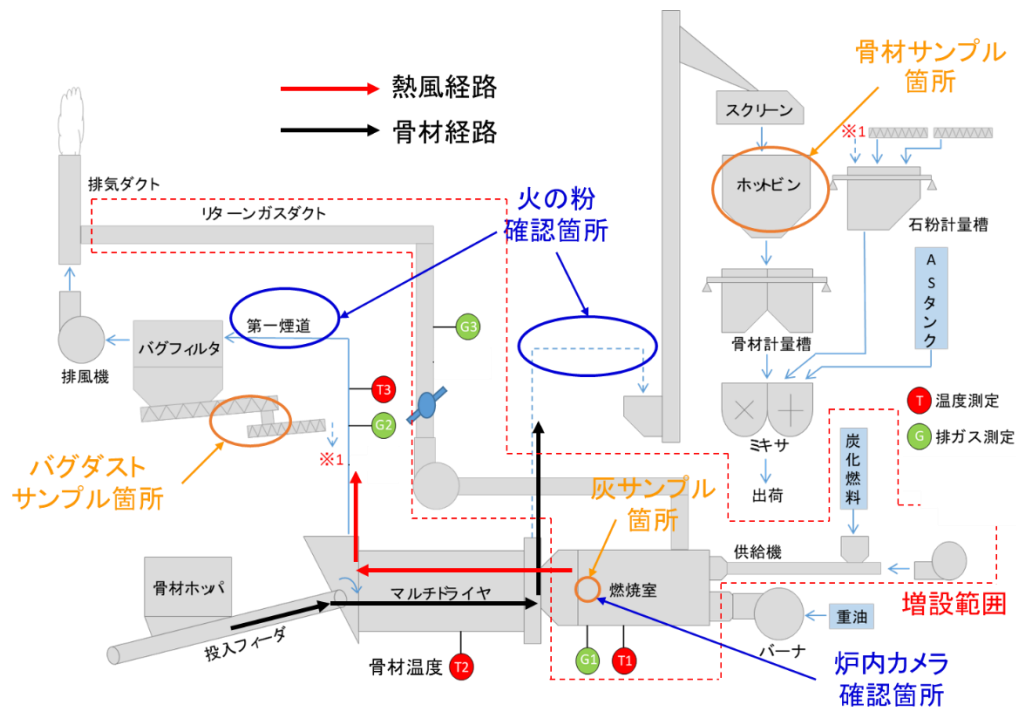 熱風経路
骨材経路
骨材サンプル
箇所
スクリーン
※1
ホットビン
石粉計量槽
排気ダクト
リターンガスダクト
火の粉
確認箇所
ASタンク
G3
第一煙道
バグフィルタ
排風機
骨材計量槽
T3
G2
T 温度測定
G 排ガス測定
ミキサ
※1
バグダスト
サンプル箇所
出荷
炭化燃料
灰サンプル
箇所
供給機
骨材ホッパ
マルチドライヤ
燃焼室
増設範囲
重油
投入フィーダ
バーナ
骨材温度
T2
G1
T1
炉内カメラ
確認箇所